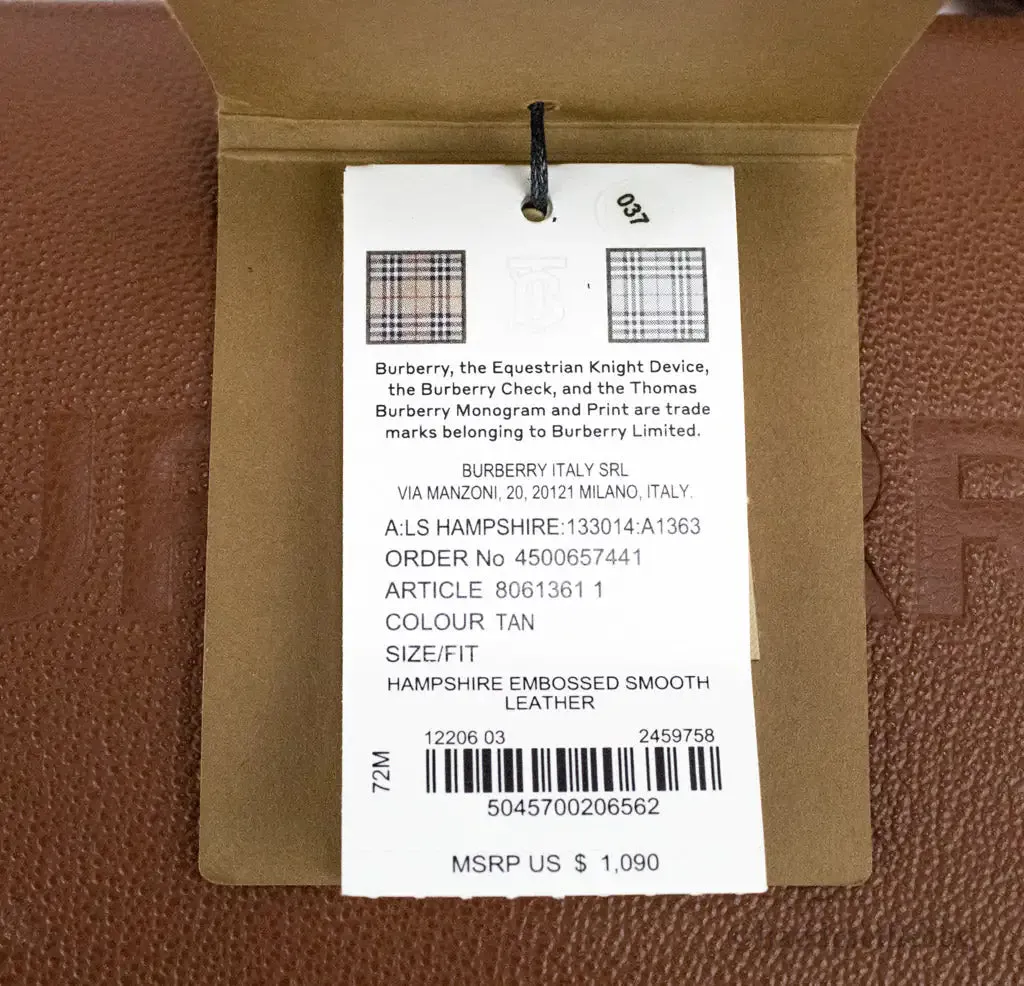 037
Burberry, the Equestrian Knight Device,
the Burberry Check, and the Thomas
Burberry Monogram and Print are trade
marks belonging to Burberry Limited.
BURBERRY ITALY SRL
VIA MANZONI, 20, 20121 MILANO, ITALY.
A:LS HAMPSHIRE:133014:A1363
ORDER No 4500657441
ARTICLE 8061361 1
COLOUR TAN
SIZE/FIT
HAMPSHIRE EMBOSSED SMOOTH
LEATHER
12206 03 2459758
72M
5045700206562
MSRP US $ 1,090